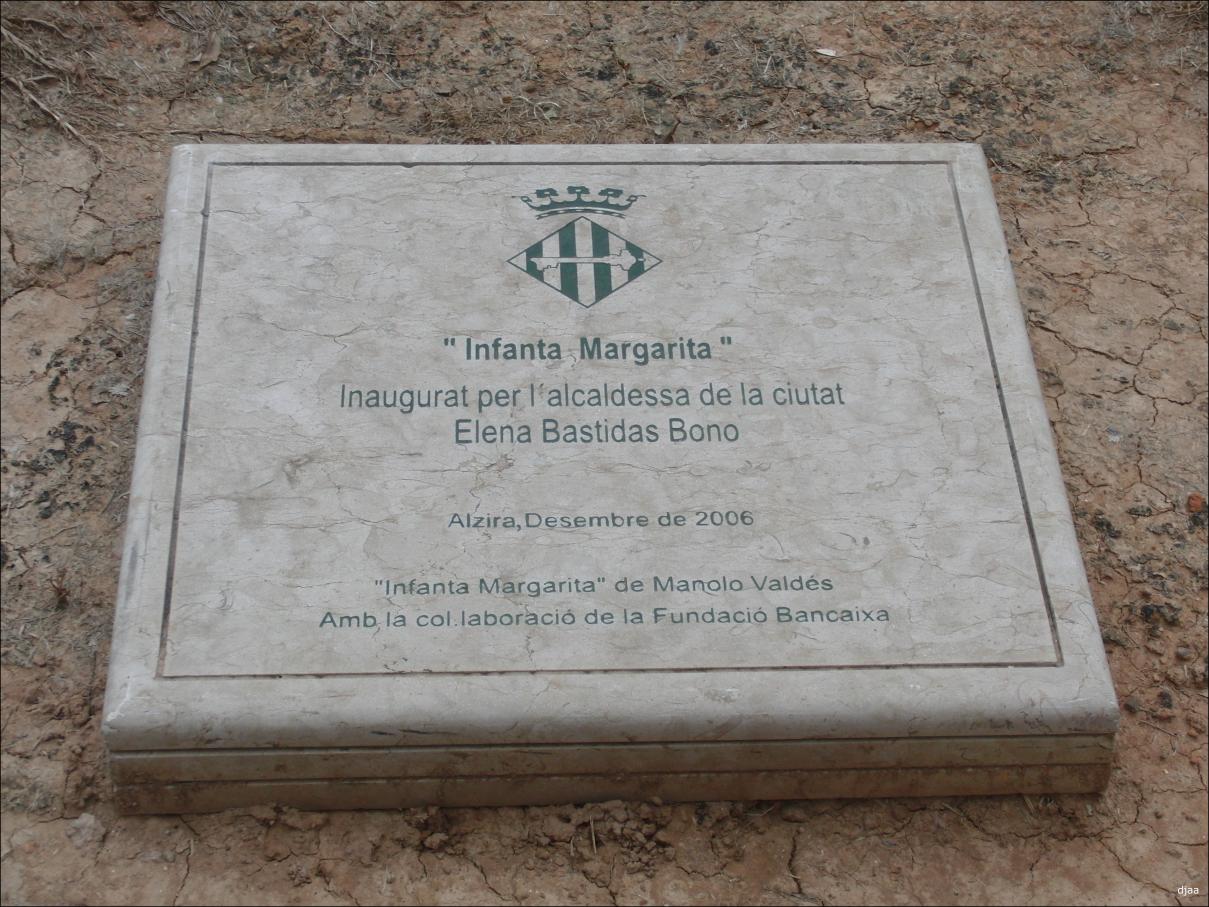 " Infanta Margarita "
Inaugurat per l´alcaldessa de la ciutat
Elena Bastidas Bono
Alzira, Desembre de 2006
"Infanta Margarita" de Manolo Valdés
Amb la col.laboració de la Fundació Bancaixa
djaa